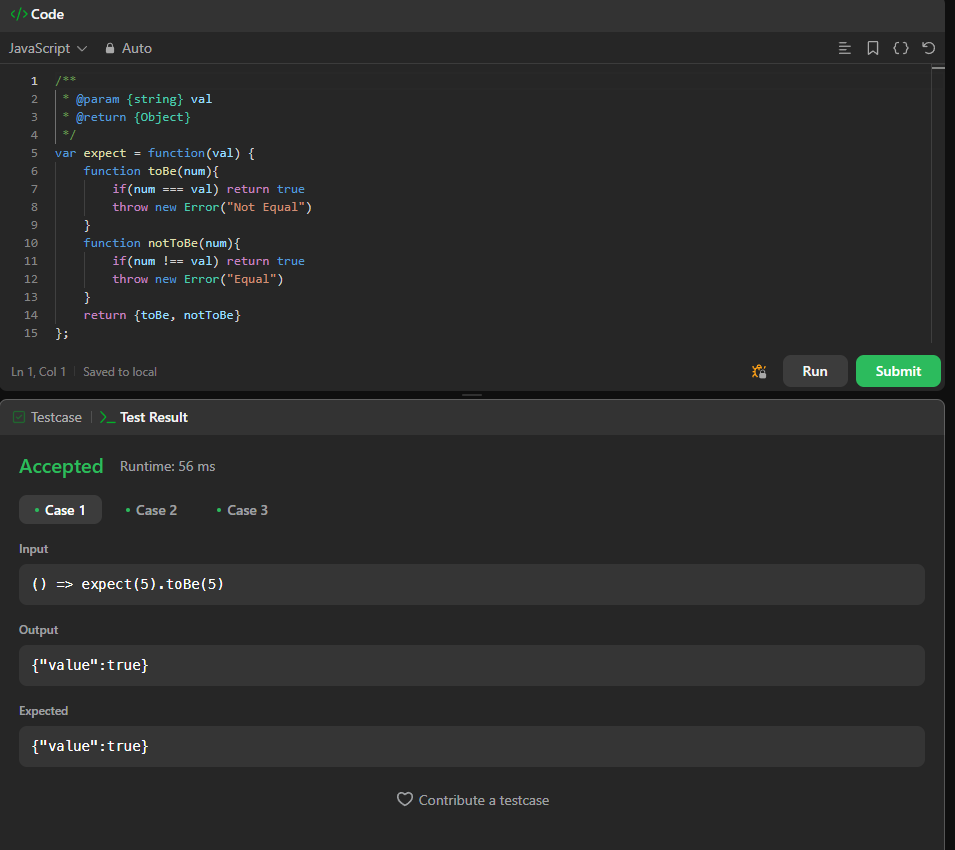 </> Code
JavaScript Auto
1 /**
2 * @param {string} val
3 * @return {Object}
4 */
5 var expect = function(val) {
6 function toBe(num){
7 if(num === val) return true
8 throw new Error("Not Equal")
9 }
10 function notToBe(num){
11 if(num !== val) return true
12 throw new Error("Equal")
13 }
14 return {toBe, notToBe}
15 };
Ln 1, Col 1 | Saved to local
Run Submit
Testcase | >_ Test Result
Accepted Runtime: 56 ms
• Case 1 • Case 2 • Case 3
Input
() => expect(5).toBe(5)
Output
{"value":true}
Expected
{"value":true}
Contribute a testcase